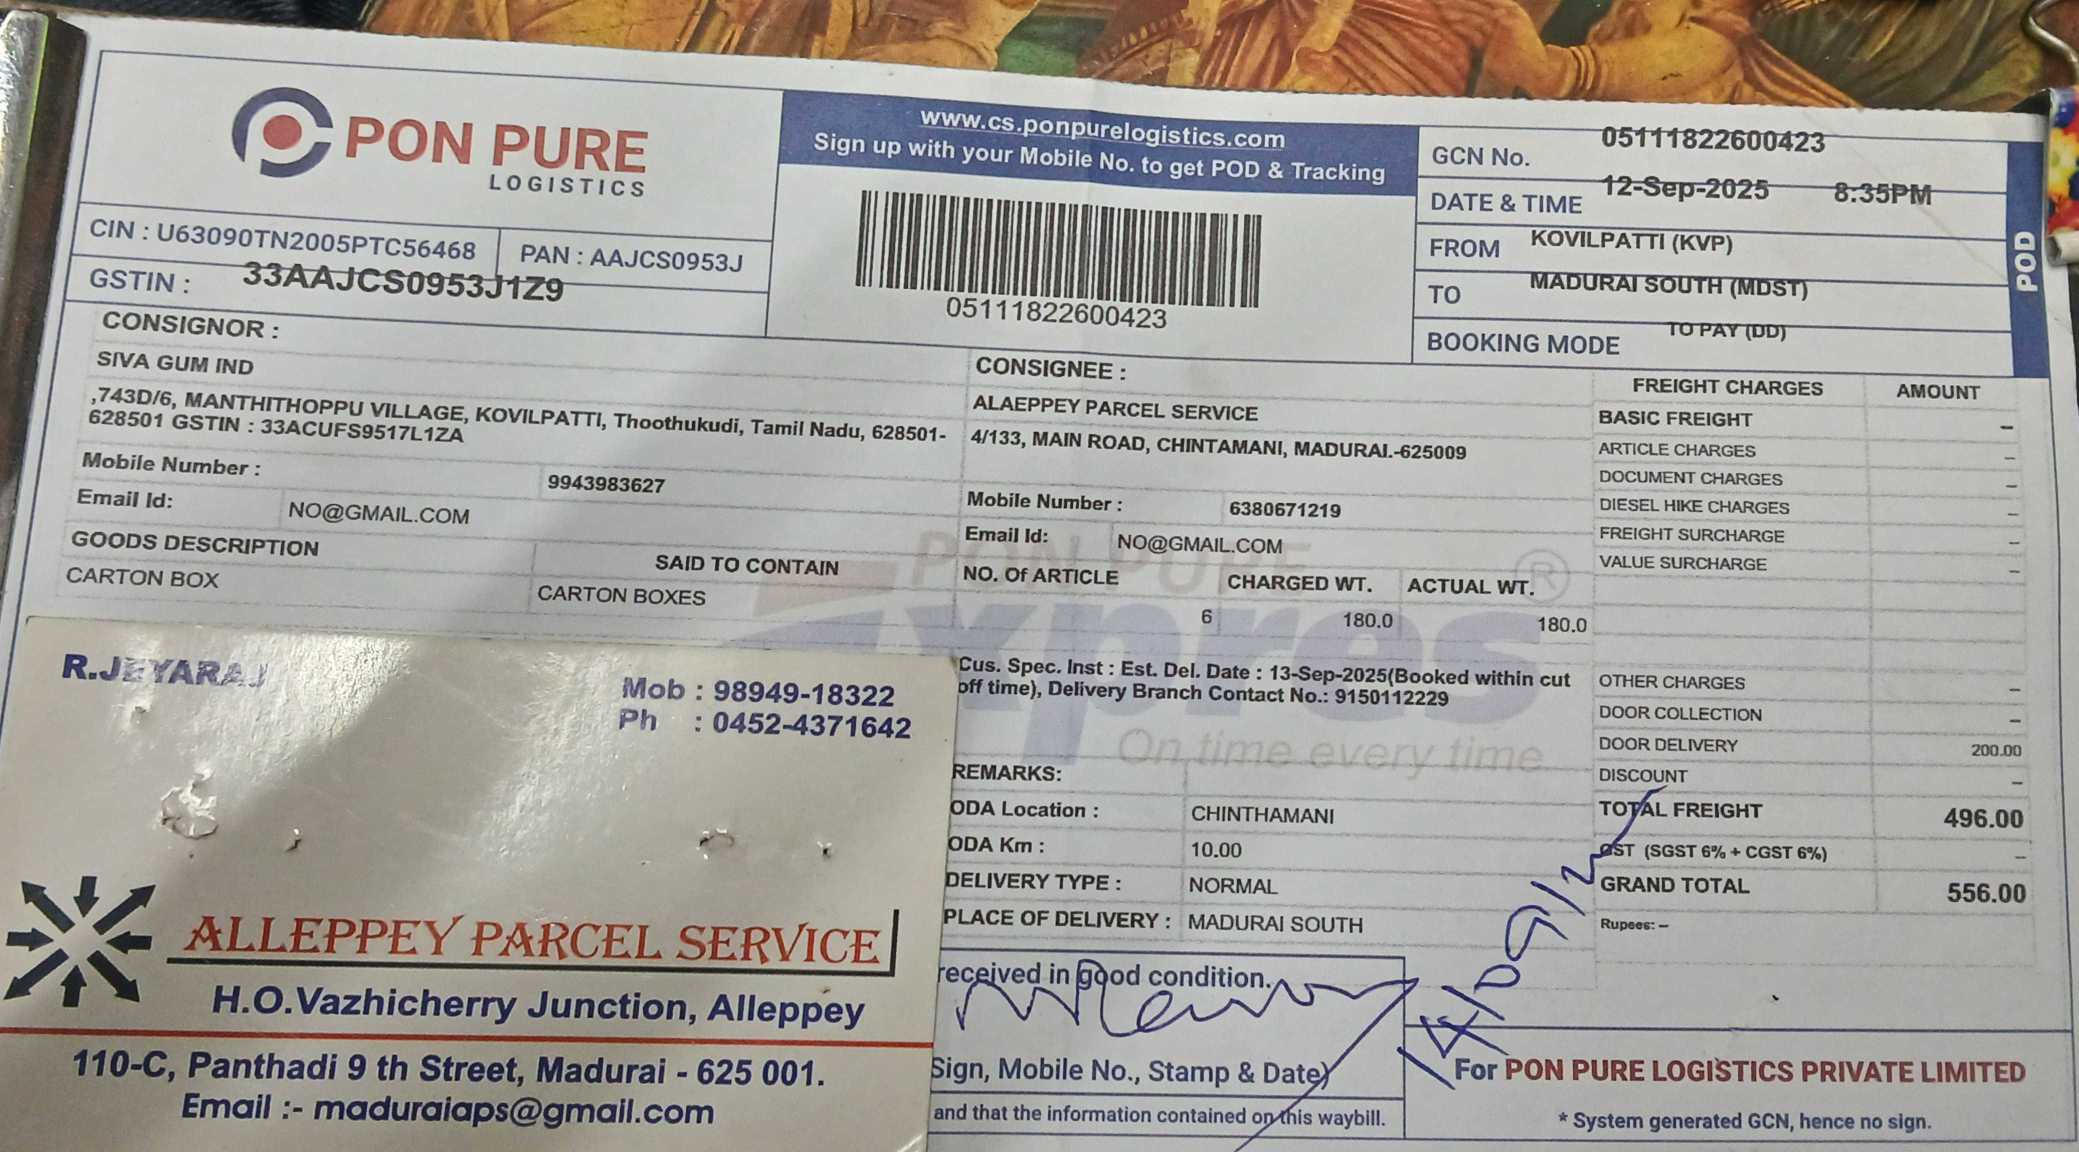 PON PURE
LOGISTICS
www.cs.ponpurelogistics.com
Sign up with your Mobile No. to get POD & Tracking
05111822600423
GCN No. 05111822600423
DATE & TIME 12-Sep-2025 8:35PM
FROM KOVILPATTI (KVP)
TO MADURAI SOUTH (MDST)
BOOKING MODE TO PAY (DD)
POD
CIN : U63090TN2005PTC56468 PAN : AAJCS0953J
GSTIN : 33AAJCS0953J1Z9
CONSIGNOR :
SIVA GUM IND
,743D/6, MANTHITHOPPU VILLAGE, KOVILPATTI, Thoothukudi, Tamil Nadu, 628501-
628501 GSTIN : 33ACUFS9517L1ZA
Mobile Number : 9943983627
Email Id: NO@GMAIL.COM
CONSIGNEE :
ALAEPPEY PARCEL SERVICE
4/133, MAIN ROAD, CHINTAMANI, MADURAI.-625009
Mobile Number : 6380671219
Email Id: NO@GMAIL.COM
GOODS DESCRIPTION SAID TO CONTAIN
CARTON BOX CARTON BOXES
NO. Of ARTICLE CHARGED WT. ACTUAL WT.
6 180.0 180.0
PON PURE
Expres ®
On time every time
Cus. Spec. Inst : Est. Del. Date : 13-Sep-2025(Booked within cut
off time), Delivery Branch Contact No.: 9150112229
REMARKS:
ODA Location : CHINTHAMANI
ODA Km : 10.00
DELIVERY TYPE : NORMAL
PLACE OF DELIVERY : MADURAI SOUTH
FREIGHT CHARGES AMOUNT
BASIC FREIGHT –
ARTICLE CHARGES –
DOCUMENT CHARGES –
DIESEL HIKE CHARGES –
FREIGHT SURCHARGE –
VALUE SURCHARGE –
OTHER CHARGES –
DOOR COLLECTION –
DOOR DELIVERY 200.00
DISCOUNT –
TOTAL FREIGHT 496.00
GST (SGST 6% + CGST 6%) –
GRAND TOTAL 556.00
Rupees: –
received in good condition.
Sign, Mobile No., Stamp & Date)
and that the information contained on this waybill.
For PON PURE LOGISTICS PRIVATE LIMITED
* System generated GCN, hence no sign.
R.JEYARAJ
Mob : 98949-18322
Ph : 0452-4371642
ALLEPPEY PARCEL SERVICE
H.O.Vazhicherry Junction, Alleppey
110-C, Panthadi 9 th Street, Madurai - 625 001.
Email :- maduraiaps@gmail.com